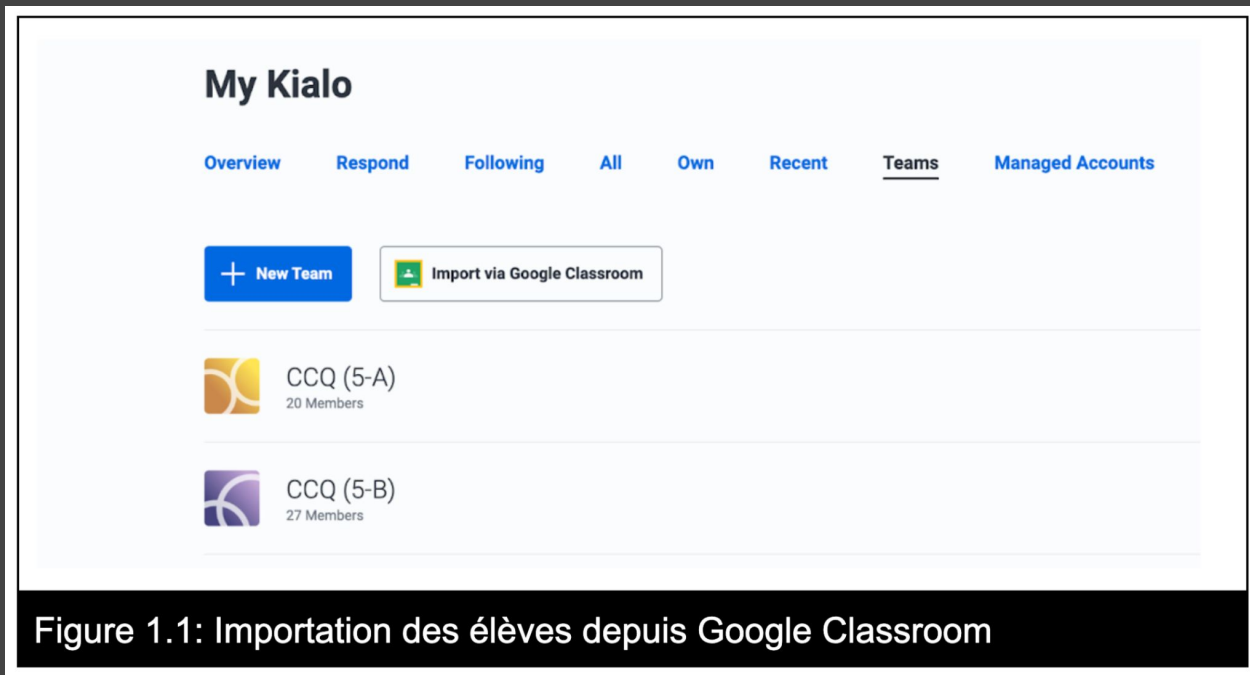 My Kialo
Overview Respond Following All Own Recent Teams Managed Accounts
New Team Import via Google Classroom
CCQ (5-A)
20 Members
CCQ (5-B)
27 Members
Figure 1.1: Importation des élèves depuis Google Classroom